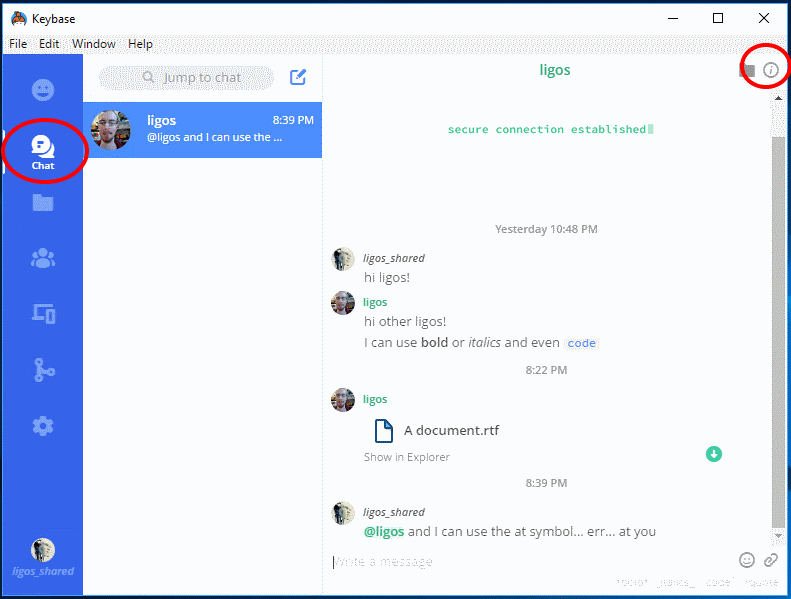 Keybase
File Edit Window Help
Jump to chat
ligos
secure connection established
ligos 8:39 PM
@ligos and I can use the ...
Chat
Yesterday 10:48 PM
ligos_shared
hi ligos!
ligos
hi other ligos!
I can use bold or italics and even code
8:22 PM
ligos
A document.rtf
Show in Explorer
8:39 PM
ligos_shared
@ligos and I can use the at symbol... err... at you
Write a message
ligos_shared
*bold* _italics_ `code` >quote